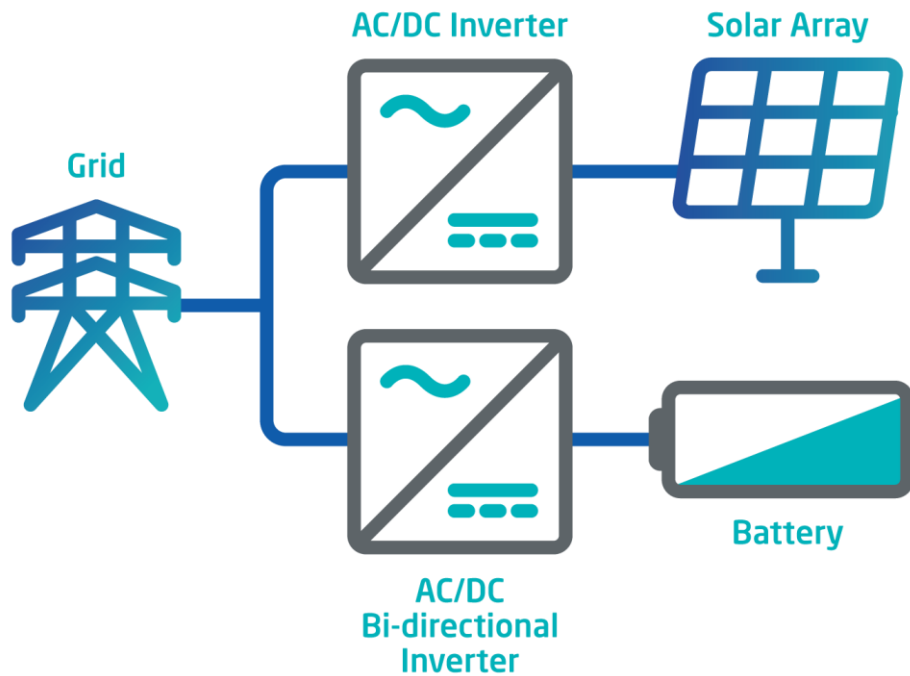 AC/DC Inverter
Solar Array
Grid
Battery
AC/DC
Bi-directional
Inverter